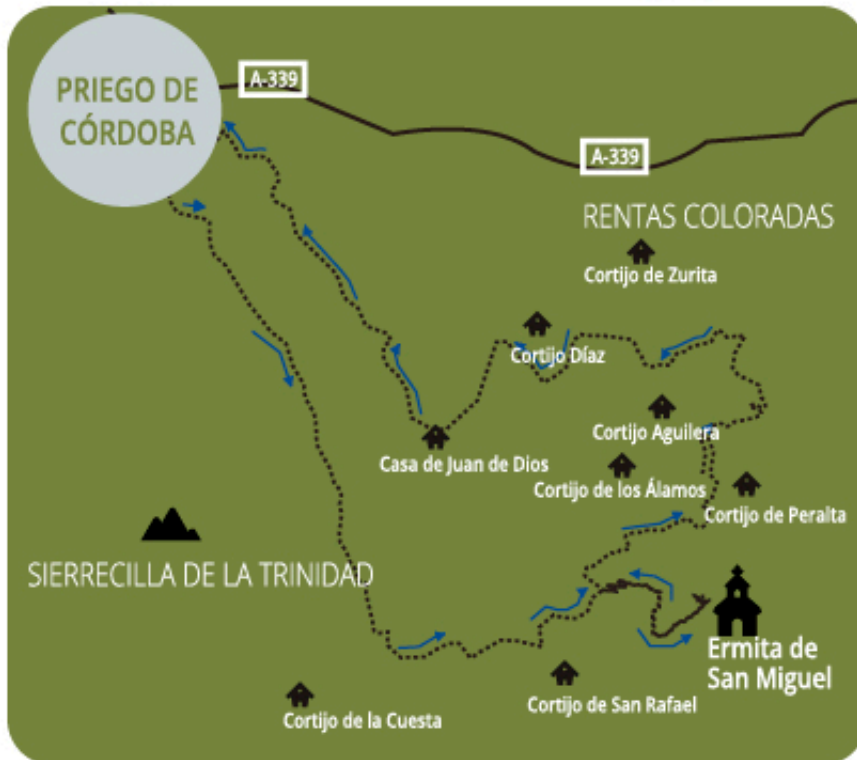 PRIEGO DE
CÓRDOBA
A-339
A-339
RENTAS COLORADAS
Cortijo de Zurita
Cortijo Díaz
Cortijo Aguilera
Casa de Juan de Dios
Cortijo de los Álamos
Cortijo de Peralta
SIERRECILLA DE LA TRINIDAD
Ermita de
San Miguel
Cortijo de San Rafael
Cortijo de la Cuesta